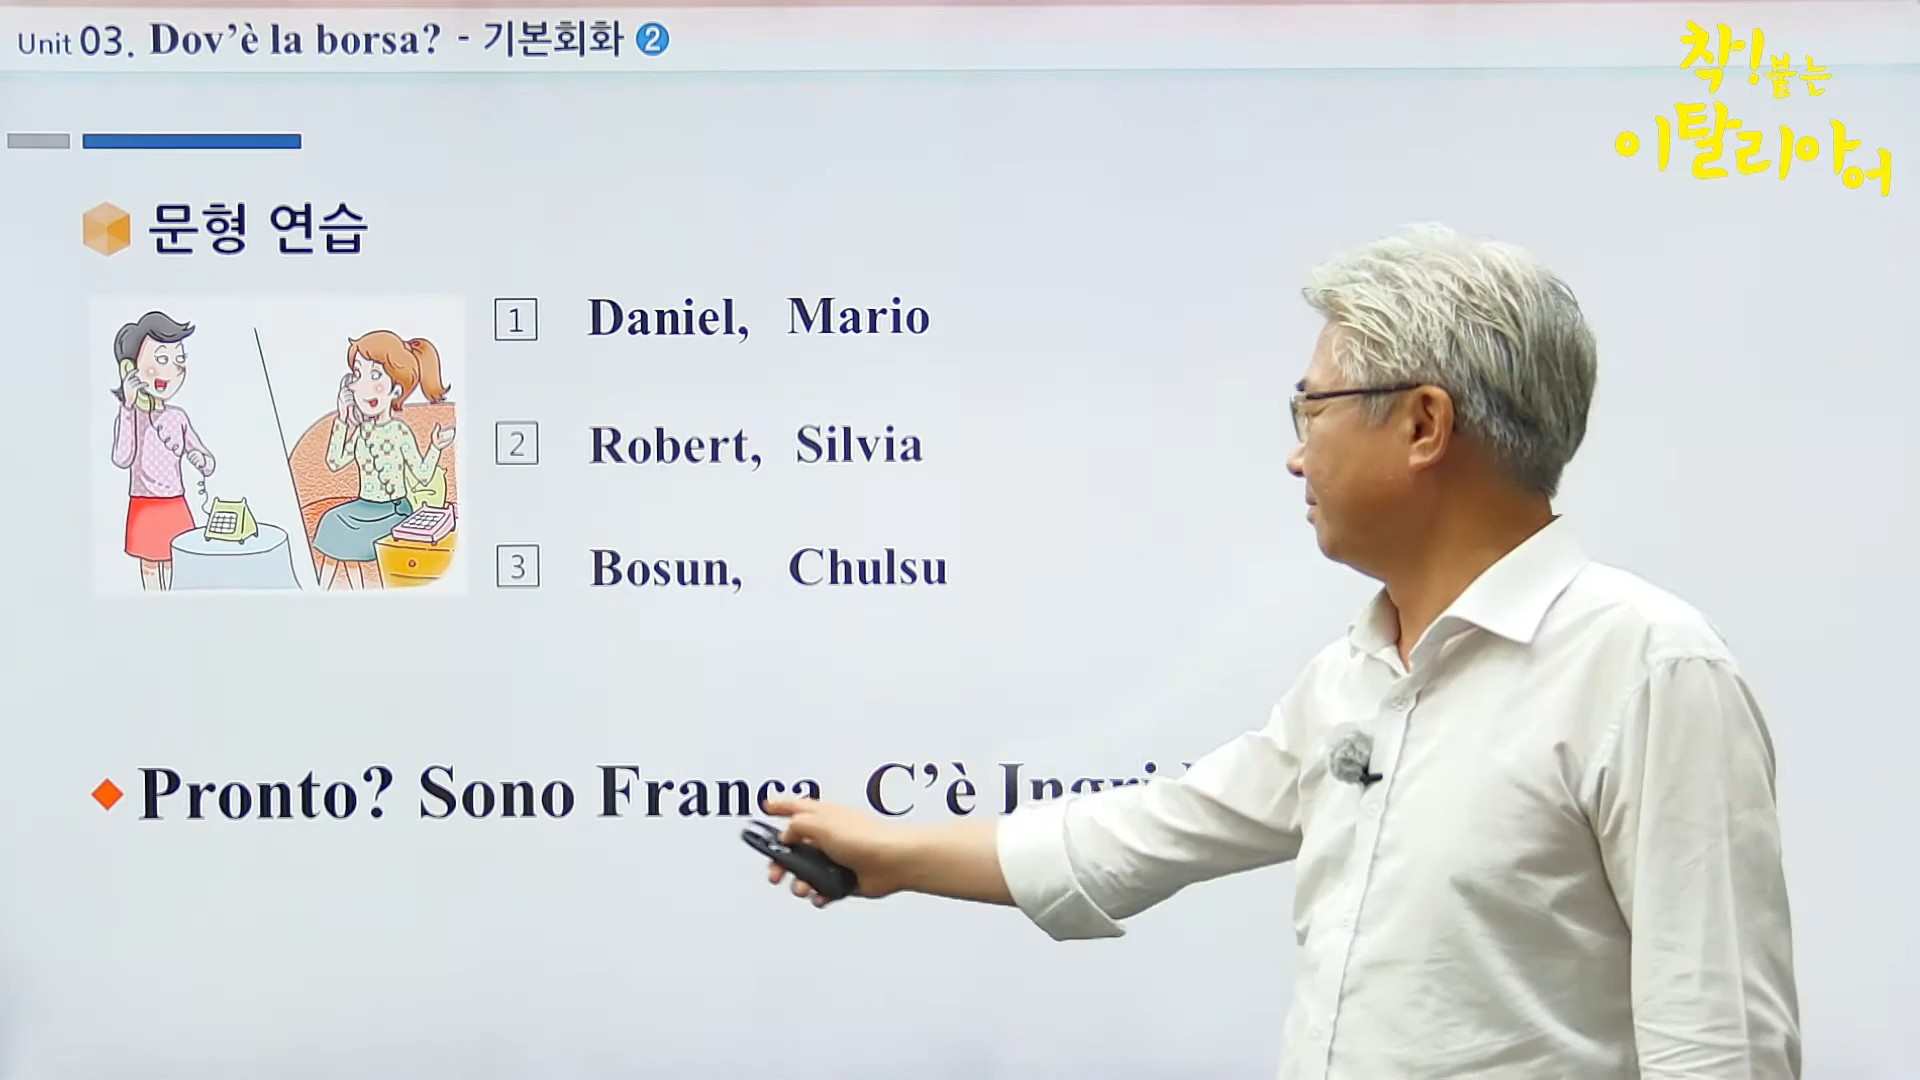 Unit 03. Dov'è la borsa? - 기본회화 2
착! 붙는
이탈리아어
문형 연습
1 Daniel, Mario
2 Robert, Silvia
3 Bosun, Chulsu
Pronto? Sono Franca, C'è